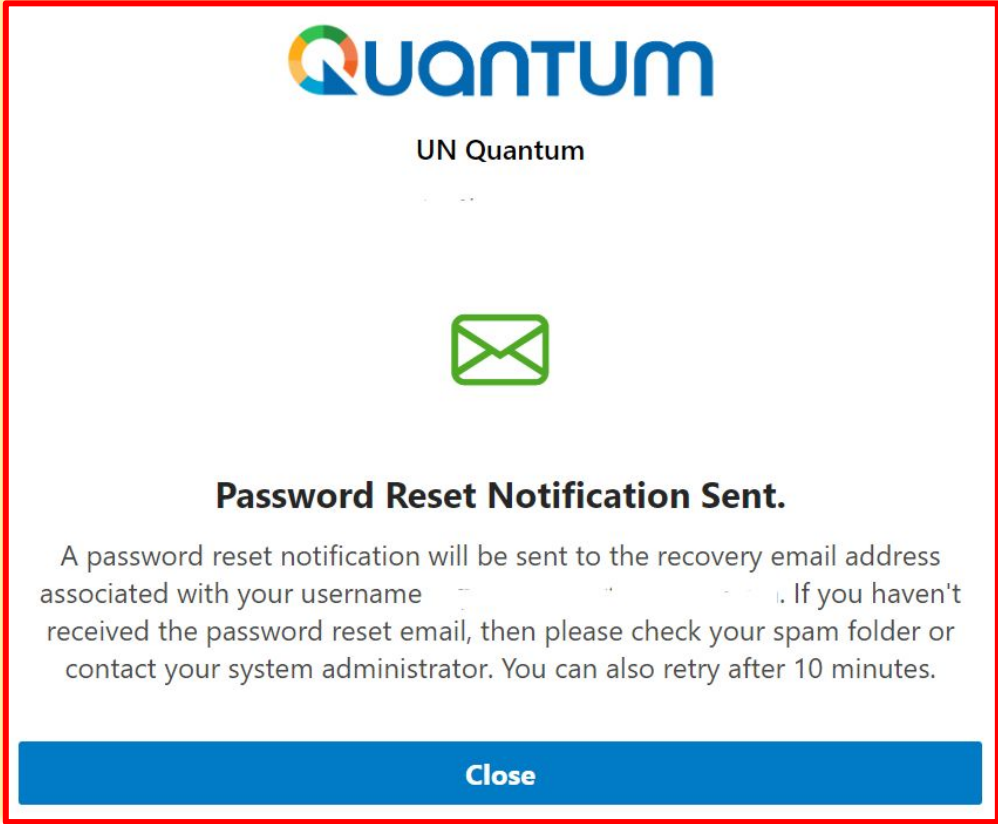 QUANTUM
UN Quantum
Password Reset Notification Sent.
A password reset notification will be sent to the recovery email address
associated with your username . If you haven't
received the password reset email, then please check your spam folder or
contact your system administrator. You can also retry after 10 minutes.
Close